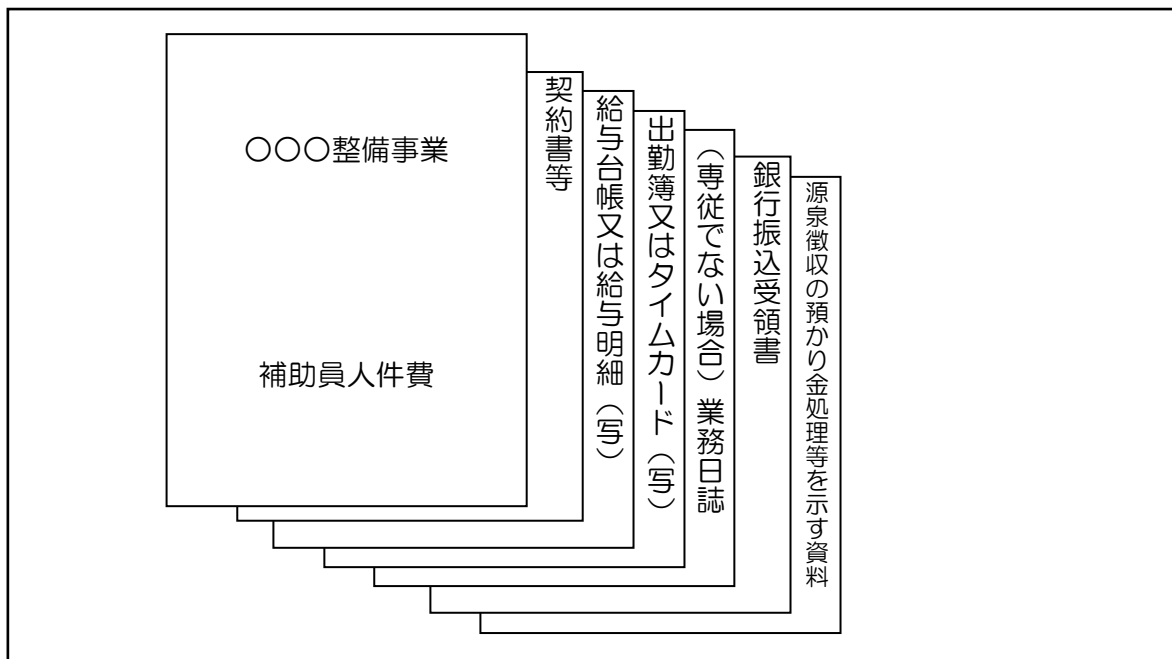 〇〇〇整備事業
補助員人件費
契約書等
給与台帳又は給与明細（写）
出勤簿又はタイムカード（写）
（専従でない場合）業務日誌
銀行振込受領書
源泉徴収の預かり金処理等を示す資料